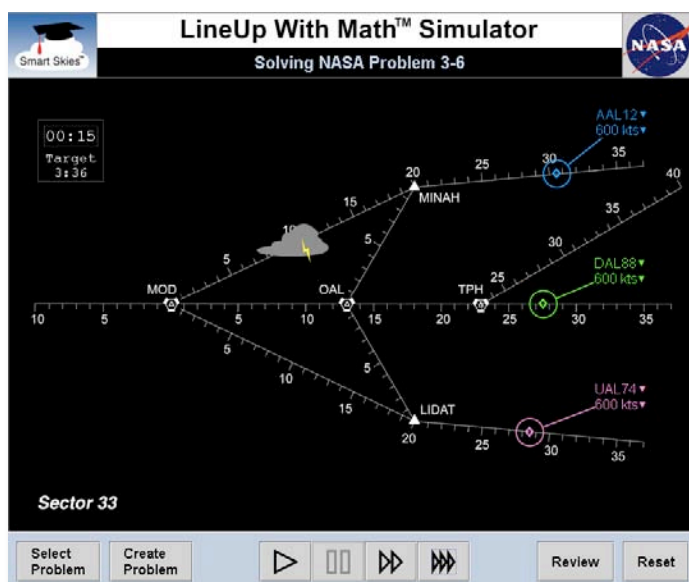 LineUp With Math™ Simulator
Smart Skies™
NASA
Solving NASA Problem 3-6
00:15
Target
3:36
AAL12▼
600 kts▼
20 25 30 35
40
MINAH
15
35
10
30
5
5
DAL88▼
600 kts▼
25
MOD OAL TPH
10 5 5 10 15 15 20 25 30 35
5
5
10
15
UAL74▼
600 kts▼
LIDAT
20 25 30 35
Sector 33
Select
Problem
Create
Problem
Review
Reset